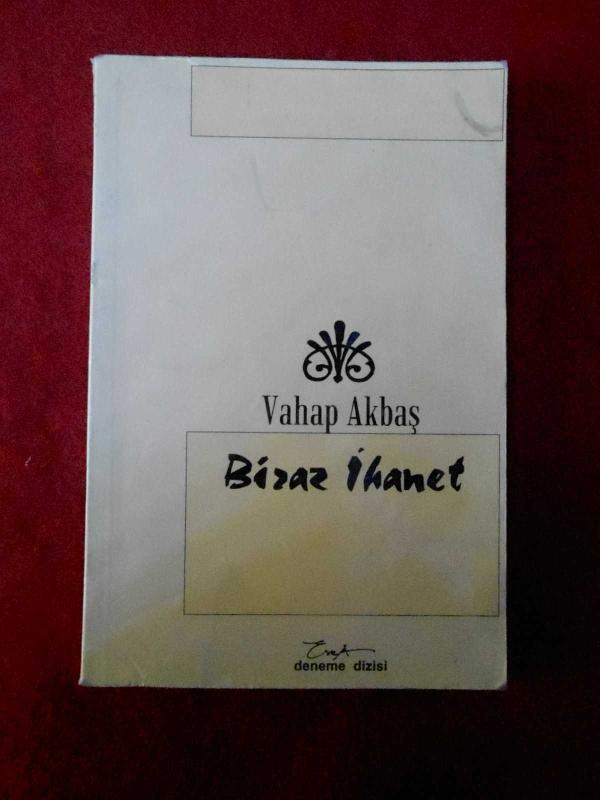 Vahap Akbaş
Biraz İhanet
deneme dizisi